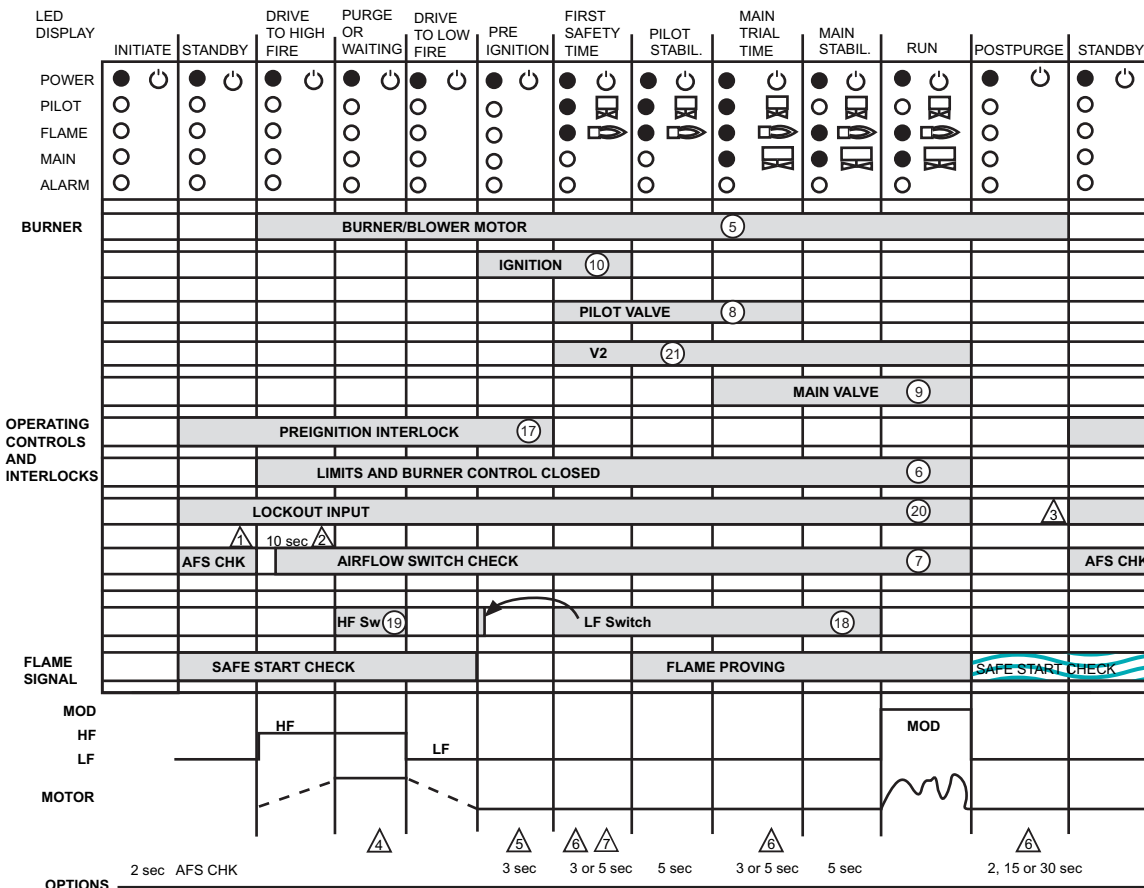 LED DISPLAY
INITIATE
STANDBY
DRIVE TO HIGH FIRE
PURGE OR WAITING
DRIVE TO LOW FIRE
PRE IGNITION
FIRST SAFETY TIME
PILOT STABIL.
MAIN TRIAL TIME
MAIN STABIL.
RUN
POSTPURGE
STANDBY
POWER
PILOT
FLAME
MAIN
ALARM
BURNER
BURNER/BLOWER MOTOR 5
IGNITION 10
PILOT VALVE 8
V2 21
MAIN VALVE 9
OPERATING CONTROLS AND INTERLOCKS
PREIGNITION INTERLOCK 17
LIMITS AND BURNER CONTROL CLOSED 6
LOCKOUT INPUT 20 3
1 10 sec 2
AFS CHK AIRFLOW SWITCH CHECK 7 AFS CHK
HF Sw 19 LF Switch 18
FLAME SIGNAL
SAFE START CHECK FLAME PROVING SAFE START CHECK
MOD
HF HF
LF LF MOD
MOTOR
4 5 6 7 6 6
2 sec AFS CHK 3 sec 3 or 5 sec 5 sec 3 or 5 sec 5 sec 2, 15 or 30 sec
OPTIONS